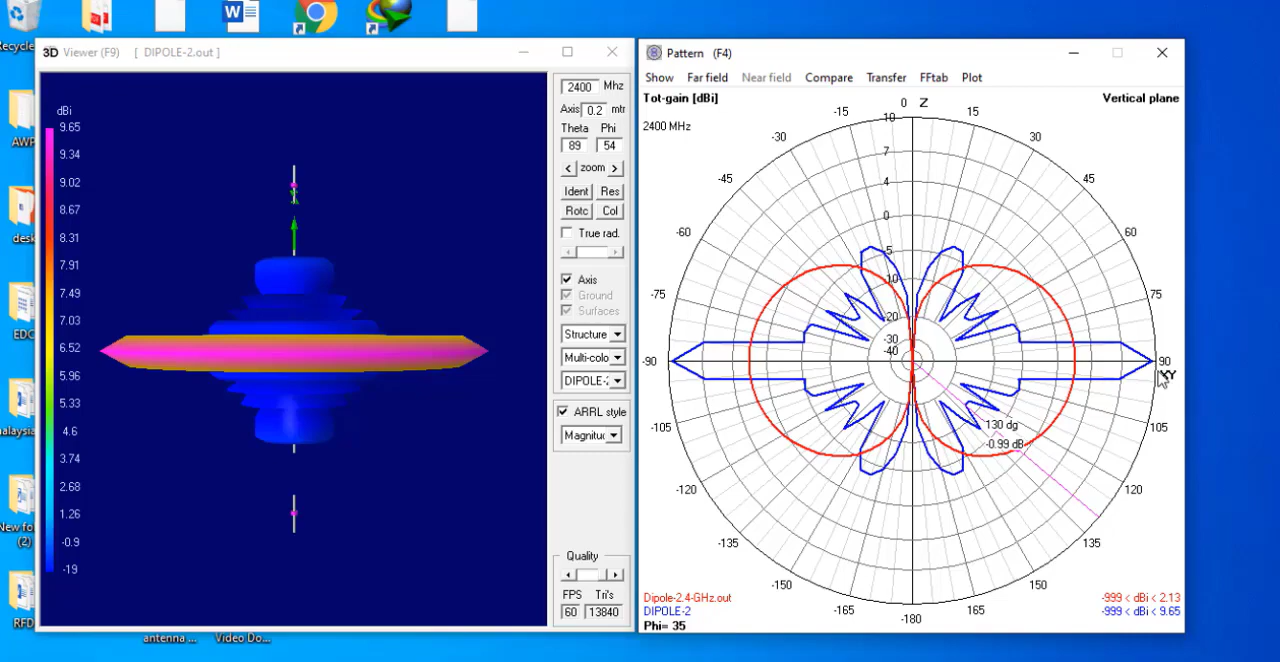 Recycle
AWP
desk
EDC
alaysia
New fo
(2)
RFD
antenna ...
Video Do...
3D Viewer (F9) [ DIPOLE-2.out ]
dBi
9.65
9.34
9.02
8.67
8.31
7.91
7.49
7.03
6.52
5.96
5.33
4.6
3.74
2.68
1.26
-0.9
-19
2400 Mhz
Axis 0.2 mtr
Theta Phi
89 54
< zoom >
Ident Res
Rotc Col
True rad.
Axis
Ground
Surfaces
Structure
Multi-colo
DIPOLE-2
ARRL style
Magnitu
Quality
FPS Tri's
60 13840
Pattern (F4)
Show Far field Near field Compare Transfer FFtab Plot
Tot-gain [dBi]
Vertical plane
2400 MHz
0 Z
-15 15
-30 30
-45 45
-60 60
-75 75
-90 90
XY
-105 105
-120 120
-135 135
-150 150
-165 165
-180
10
7
4
0
-5
-10
-20
-30
-40
130 dg
-0.99 dB
Dipole-2.4-GHz.out -999 < dBi < 2.13
DIPOLE-2 -999 < dBi < 9.65
Phi= 35